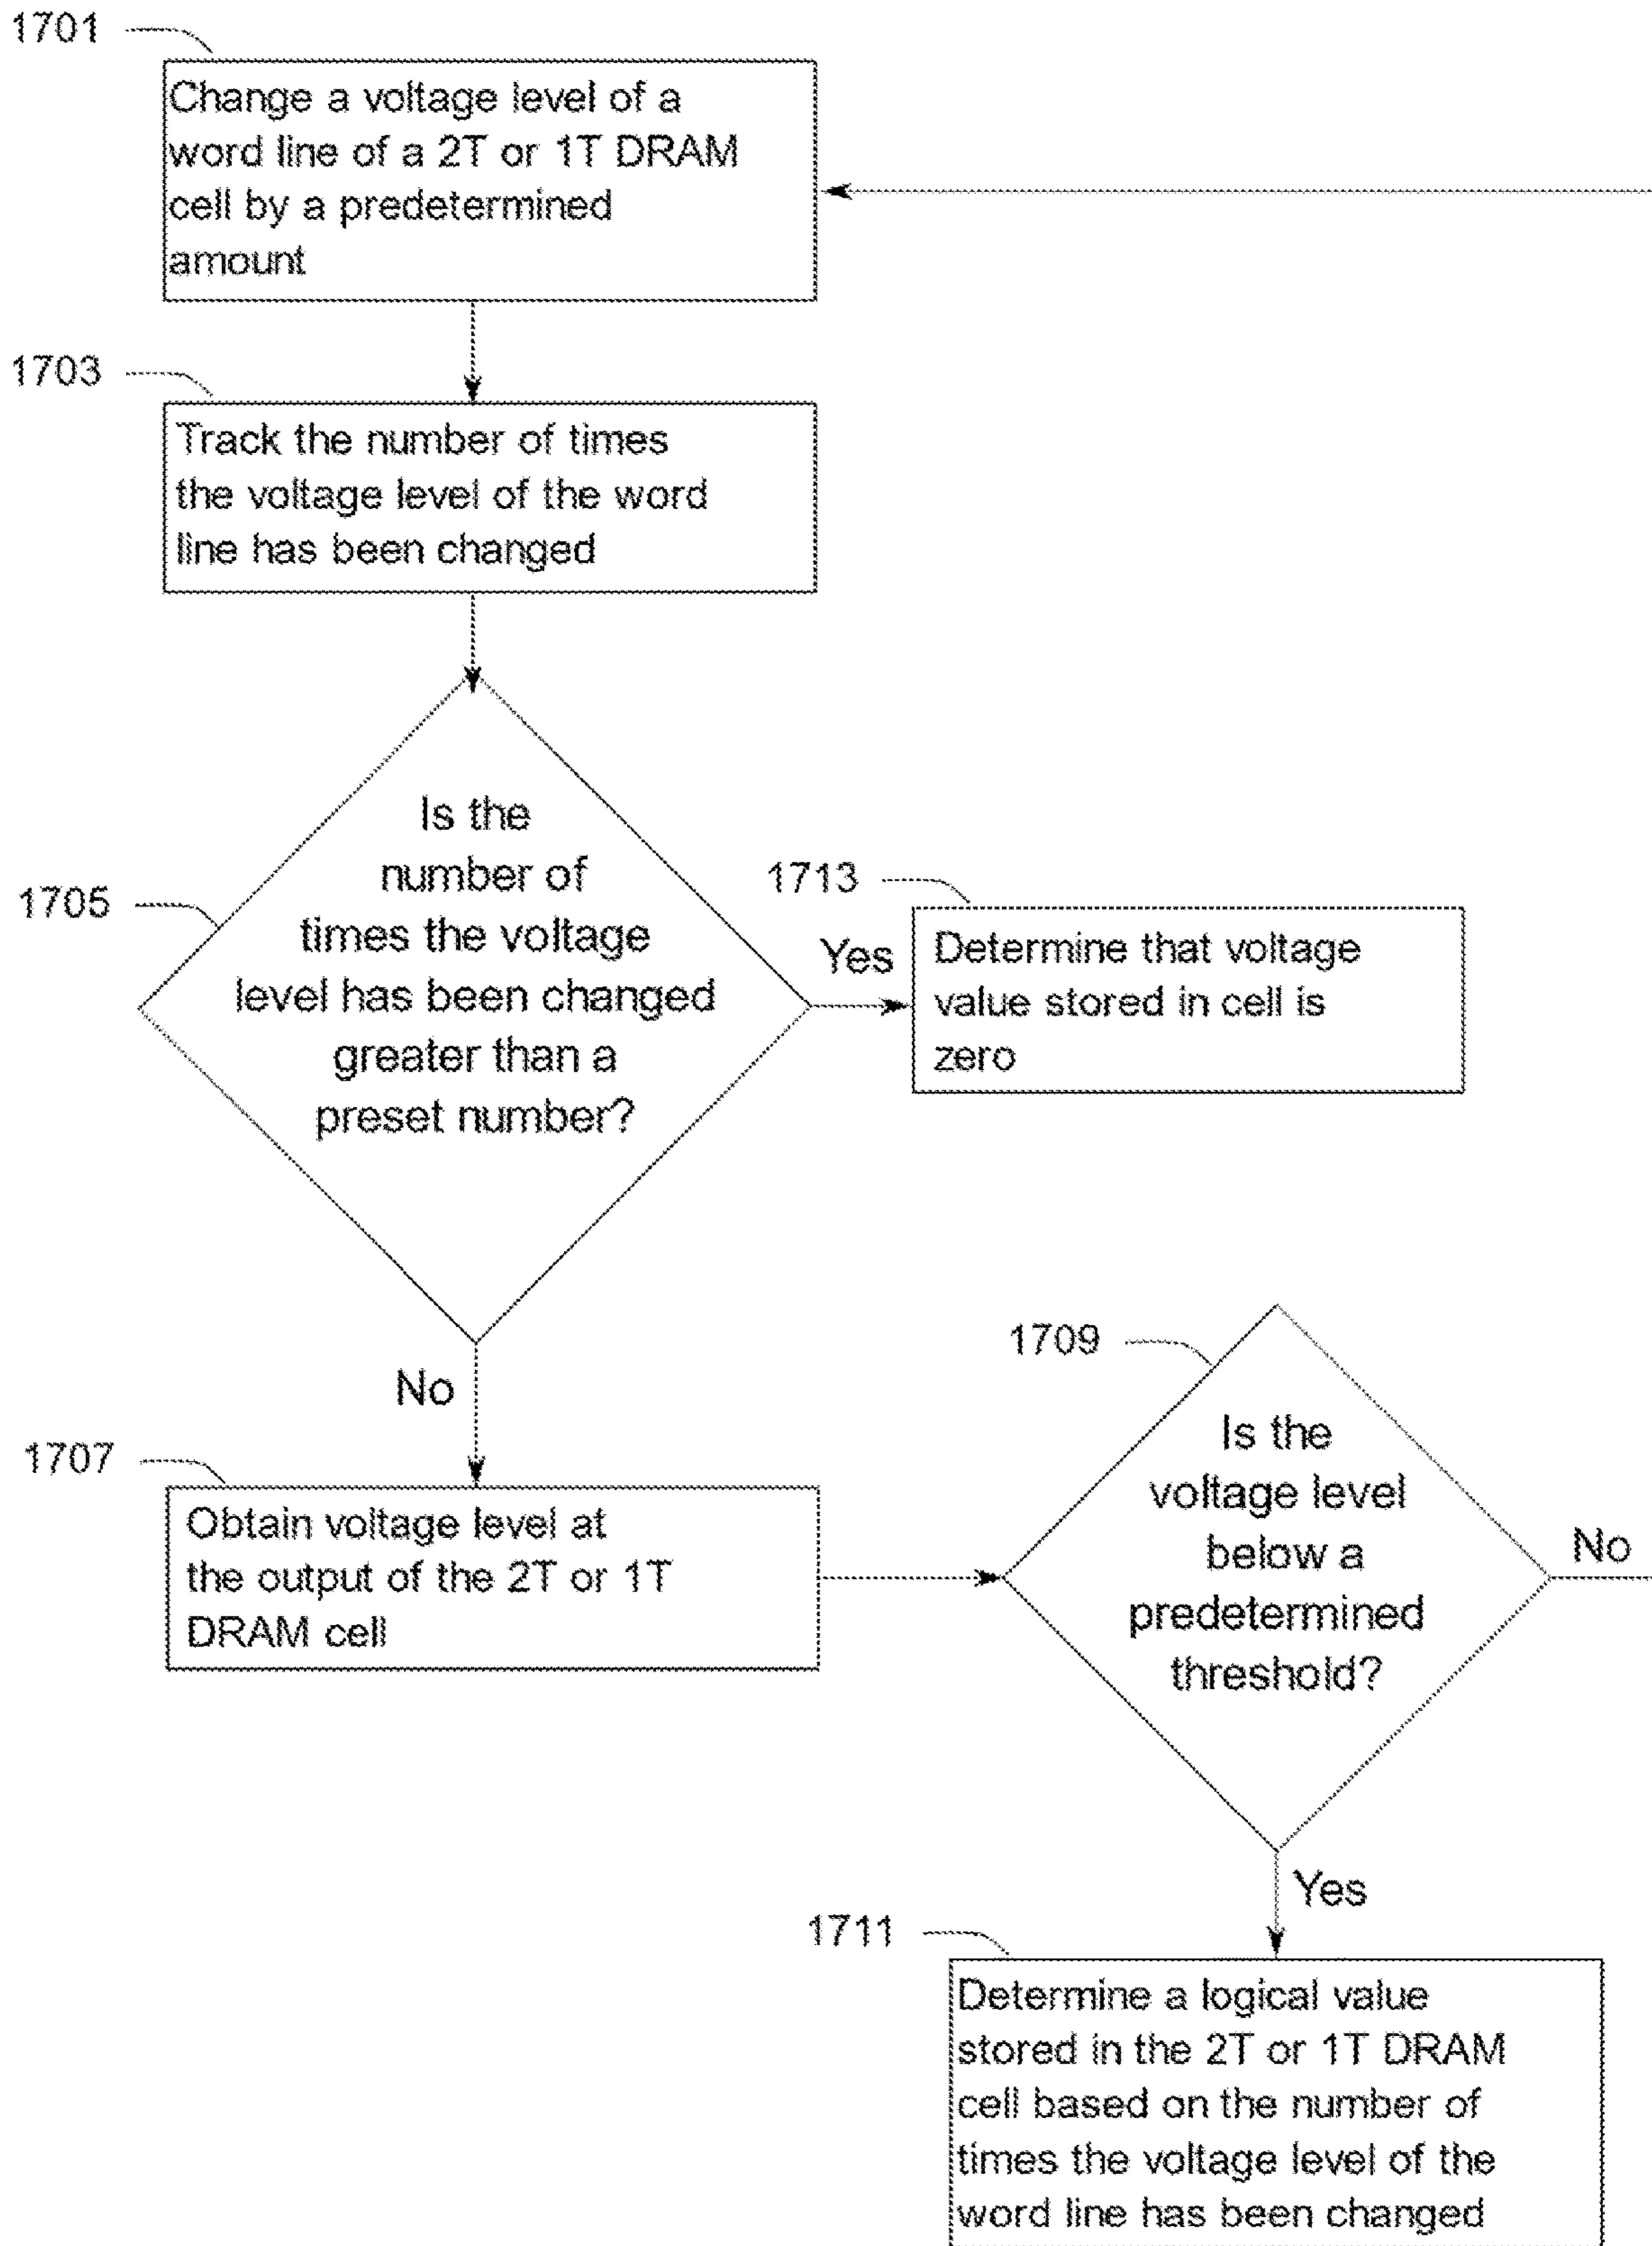 1701
Change a voltage level of a
word line of a 2T or 1T DRAM
cell by a predetermined
amount
1703
Track the number of times
the voltage level of the word
line has been changed
1705
Is the
number of
times the voltage
level has been changed
greater than a
preset number?
Yes
1713
Determine that voltage
value stored in cell is
zero
No
1707
Obtain voltage level at
the output of the 2T or 1T
DRAM cell
1709
Is the
voltage level
below a
predetermined
threshold?
No
Yes
1711
Determine a logical value
stored in the 2T or 1T DRAM
cell based on the number of
times the voltage level of the
word line has been changed